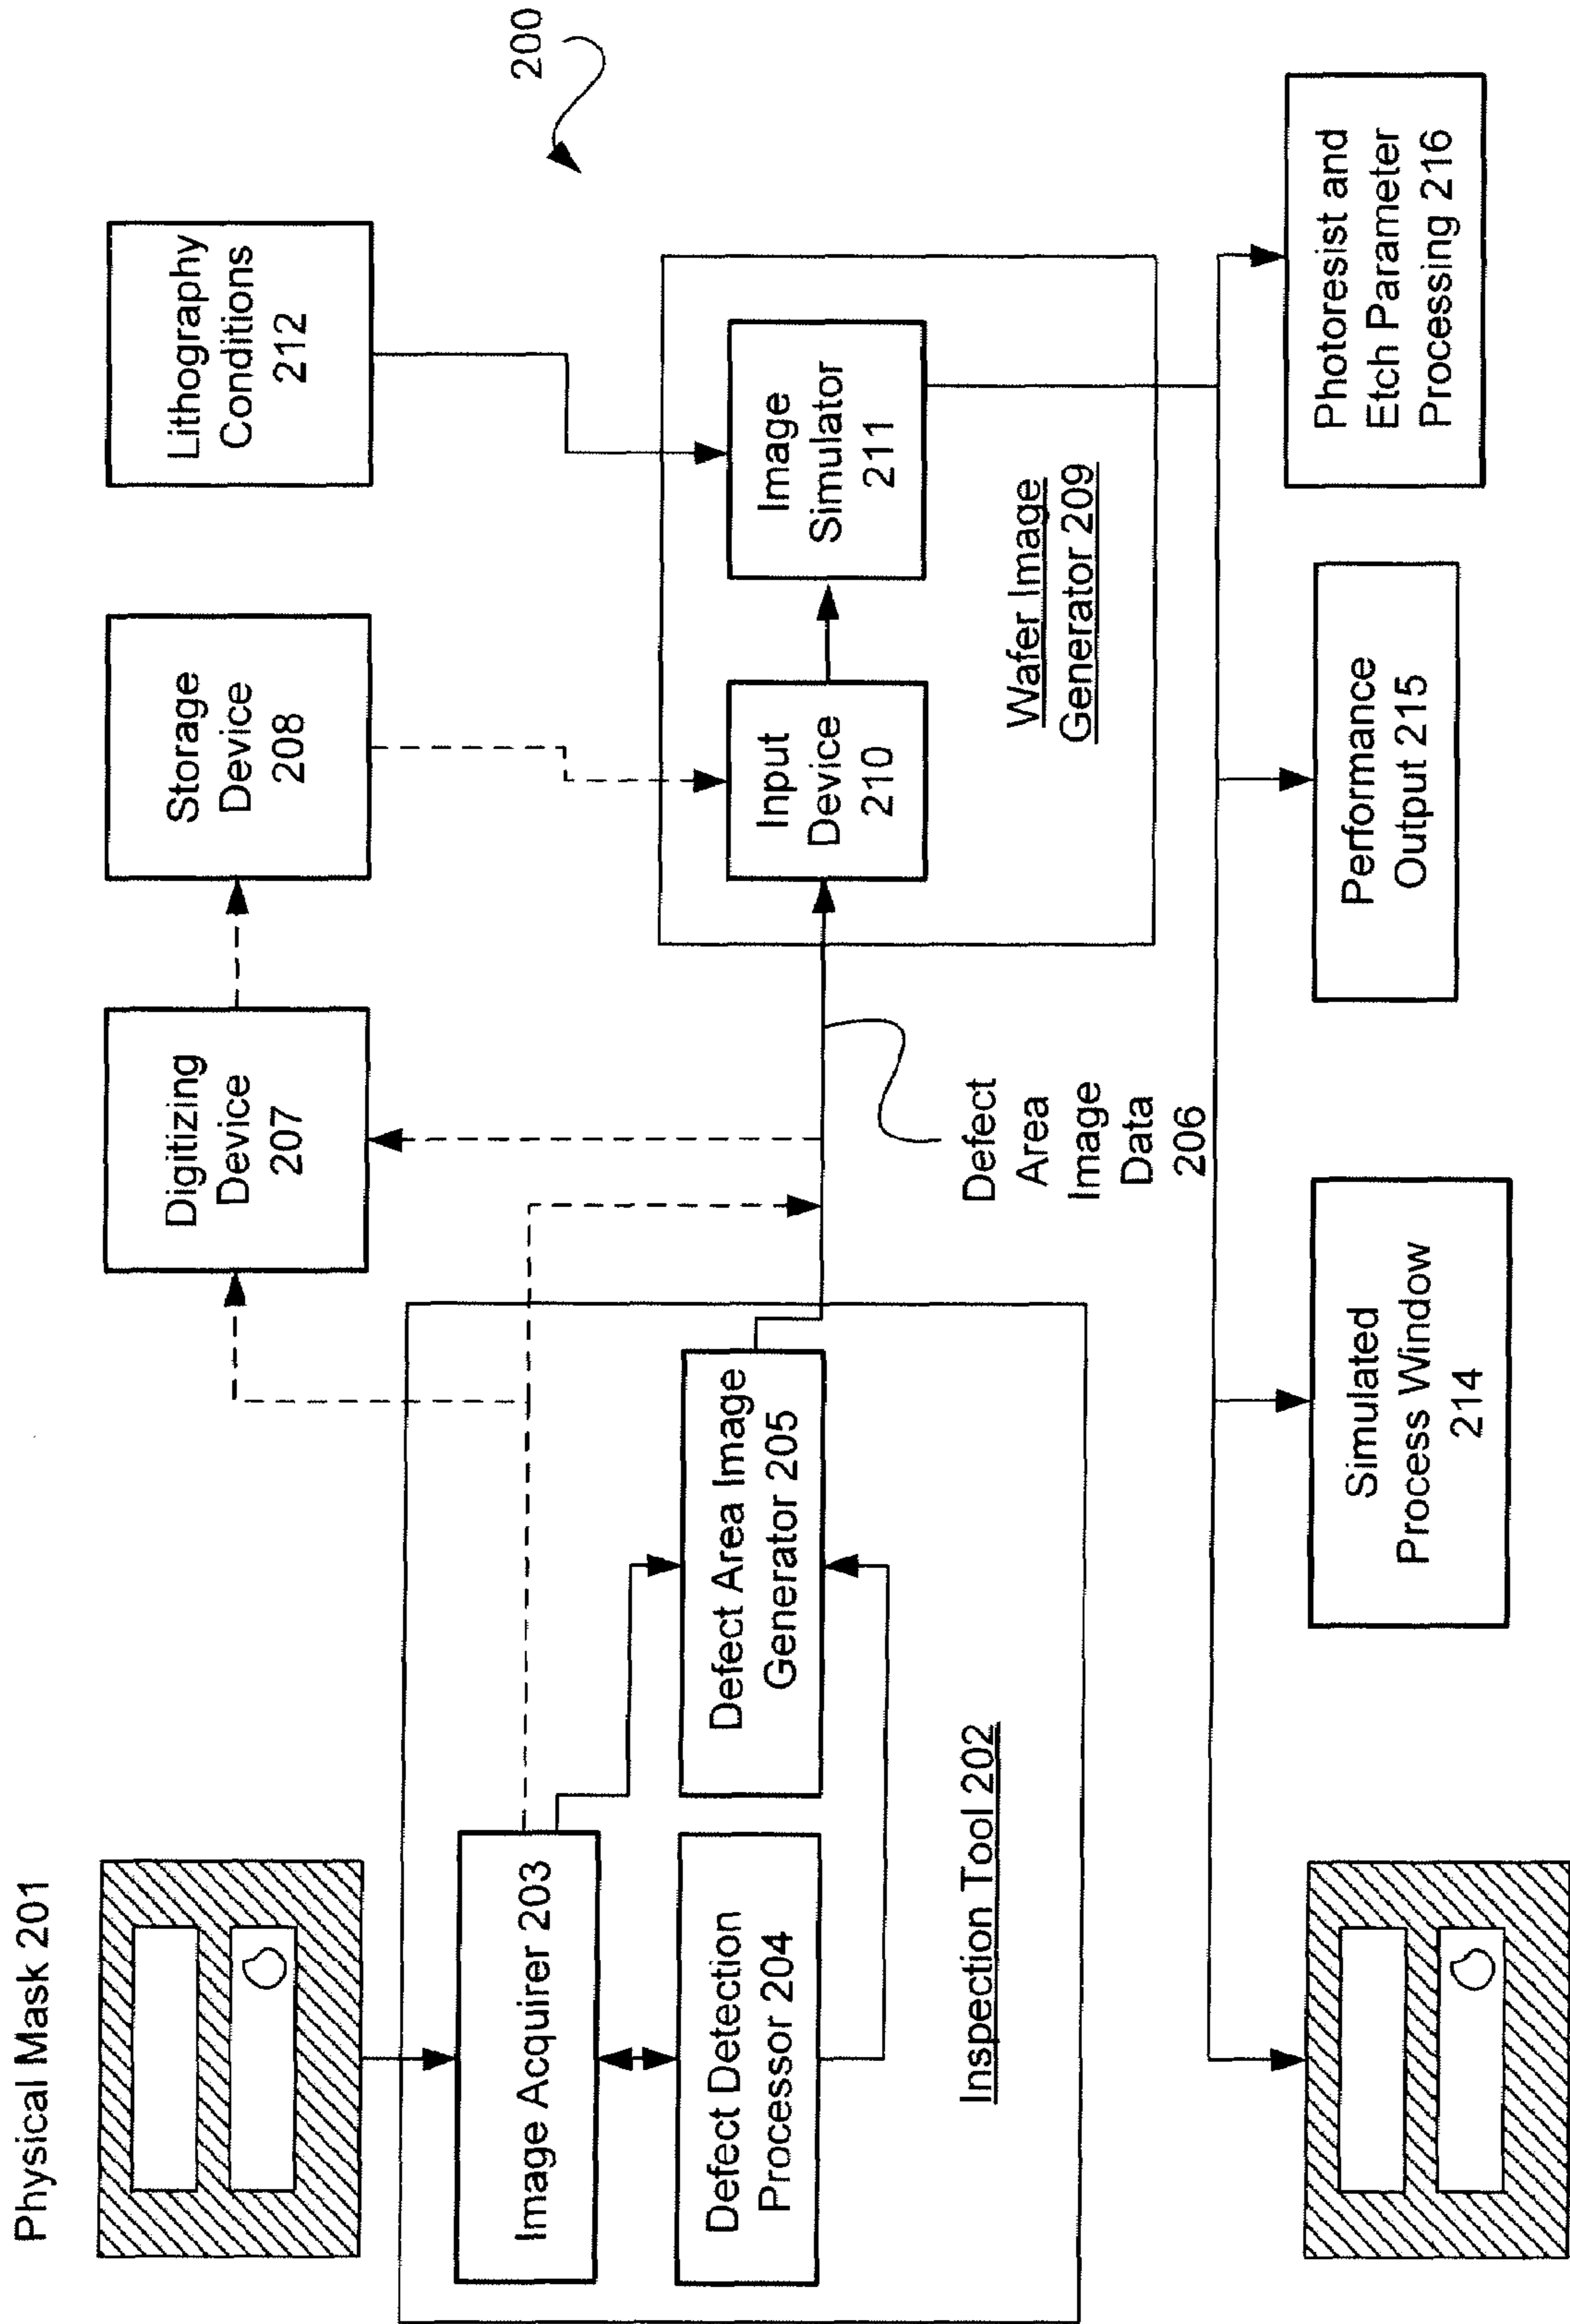 Physical Mask 201
Image Acquirer 203
Defect Detection
Processor 204
Defect Area Image
Generator 205
Inspection Tool 202
Digitizing
Device
207
Storage
Device
208
Lithography
Conditions
212
200
Defect
Area
Image
Data
206
Input
Device
210
Image
Simulator
211
Wafer Image
Generator 209
Simulated
Process Window
214
Performance
Output 215
Photoresist and
Etch Parameter
Processing 216